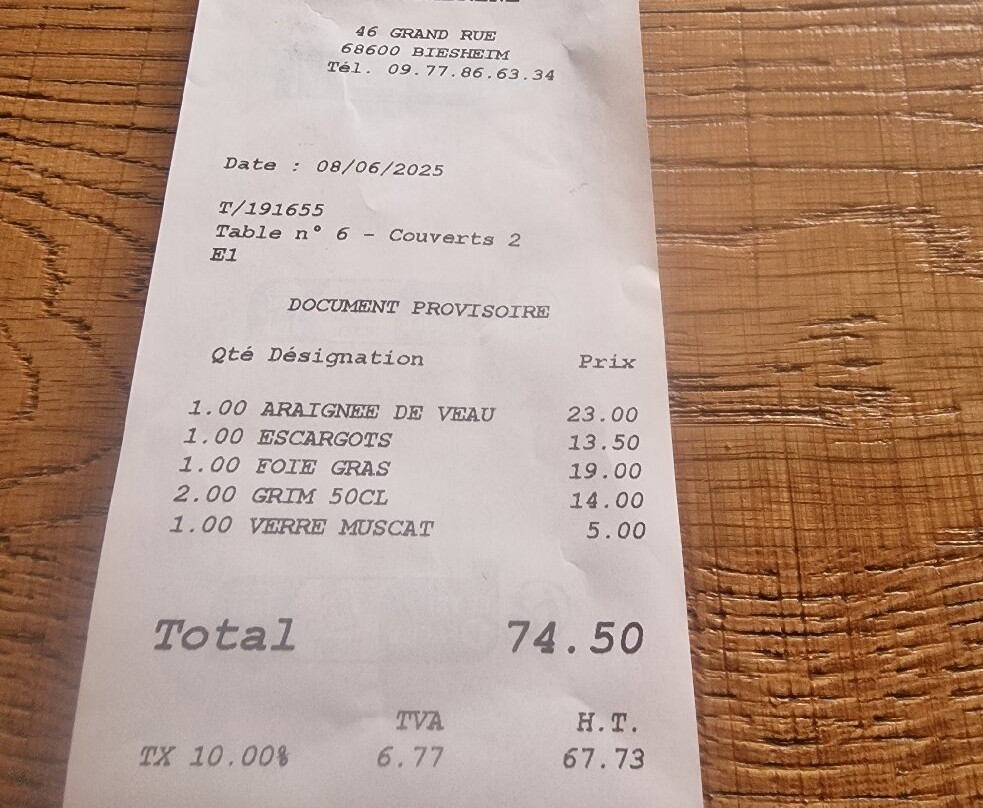 46 GRAND RUE
68600 BIESHEIM
Tél. 09.77.86.63.34
Date : 08/06/2025
T/191655
Table n° 6 - Couverts 2
E1
DOCUMENT PROVISOIRE
Qté Désignation Prix
1.00 ARAIGNEE DE VEAU 23.00
1.00 ESCARGOTS 13.50
1.00 FOIE GRAS 19.00
2.00 GRIM 50CL 14.00
1.00 VERRE MUSCAT 5.00
Total 74.50
TVA H.T.
TX 10.00% 6.77 67.73